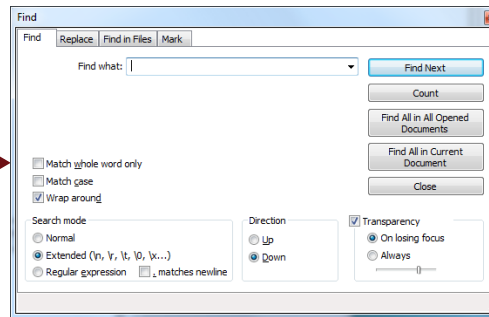 Find
Find Replace Find in Files Mark
Find what:
Find Next
Count
Find All in All Opened
Documents
Find All in Current
Document
Close
Match whole word only
Match case
Wrap around
Search mode
Normal
Extended (\n, \r, \t, \0, \x...)
Regular expression . matches newline
Direction
Up
Down
Transparency
On losing focus
Always